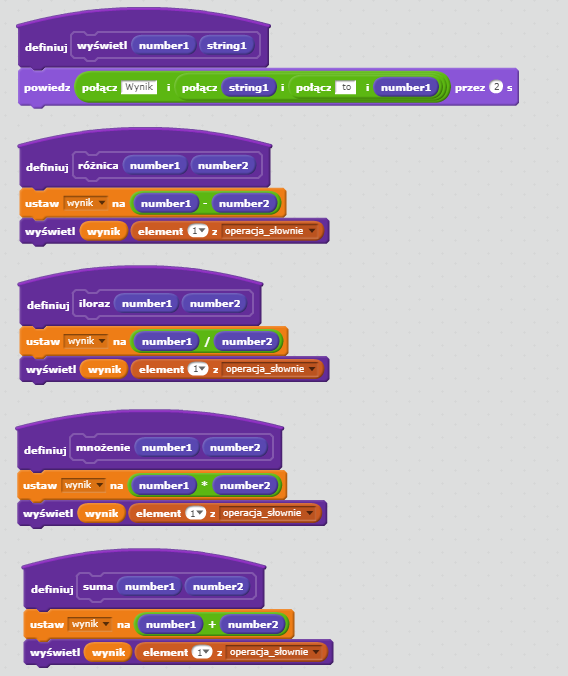 definiuj wyświetl number1 string1
powiedz połącz Wynik i połącz string1 i połącz to i number1 przez 2 s
definiuj różnica number1 number2
ustaw wynik na number1 - number2
wyświetl wynik element 1 z operacja_słownie
definiuj iloraz number1 number2
ustaw wynik na number1 / number2
wyświetl wynik element 1 z operacja_słownie
definiuj mnożenie number1 number2
ustaw wynik na number1 * number2
wyświetl wynik element 1 z operacja_słownie
definiuj suma number1 number2
ustaw wynik na number1 + number2
wyświetl wynik element 1 z operacja_słownie